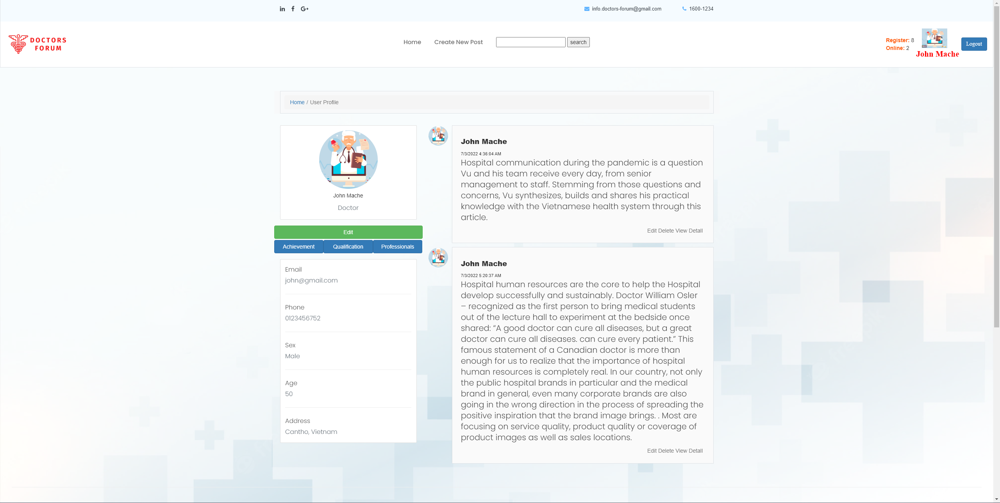 info.doctors-forum@gmail.com
1600-1234
DOCTORS
FORUM
Home
Create New Post
search
Register: 8
Online: 2
John Mache
Logout
Home / User Profile
John Mache
Doctor
Edit
Achievement
Qualification
Professionals
Email
john@gmail.com
Phone
0123456752
Sex
Male
Age
50
Address
Cantho, Vietnam
John Mache
7/3/2022 4:36:04 AM
Hospital communication during the pandemic is a question
Vu and his team receive every day, from senior
management to staff. Stemming from those questions and
concerns, Vu synthesizes, builds and shares his practical
knowledge with the Vietnamese health system through this
article.
Edit Delete View Detall
John Mache
7/3/2022 5:20:37 AM
Hospital human resources are the core to help the Hospital
develop successfully and sustainably. Doctor William Osler
– recognized as the first person to bring medical students
out of the lecture hall to experiment at the bedside once
shared: “A good doctor can cure all diseases, but a great
doctor can cure all diseases. can cure every patient.” This
famous statement of a Canadian doctor is more than
enough for us to realize that the importance of hospital
human resources is completely real. In our country, not only
the public hospital brands in particular and the medical
brand in general, even many corporate brands are also
going in the wrong direction in the process of spreading the
positive inspiration that the brand image brings. . Most are
focusing on service quality, product quality or coverage of
product images as well as sales locations.
Edit Delete View Detall